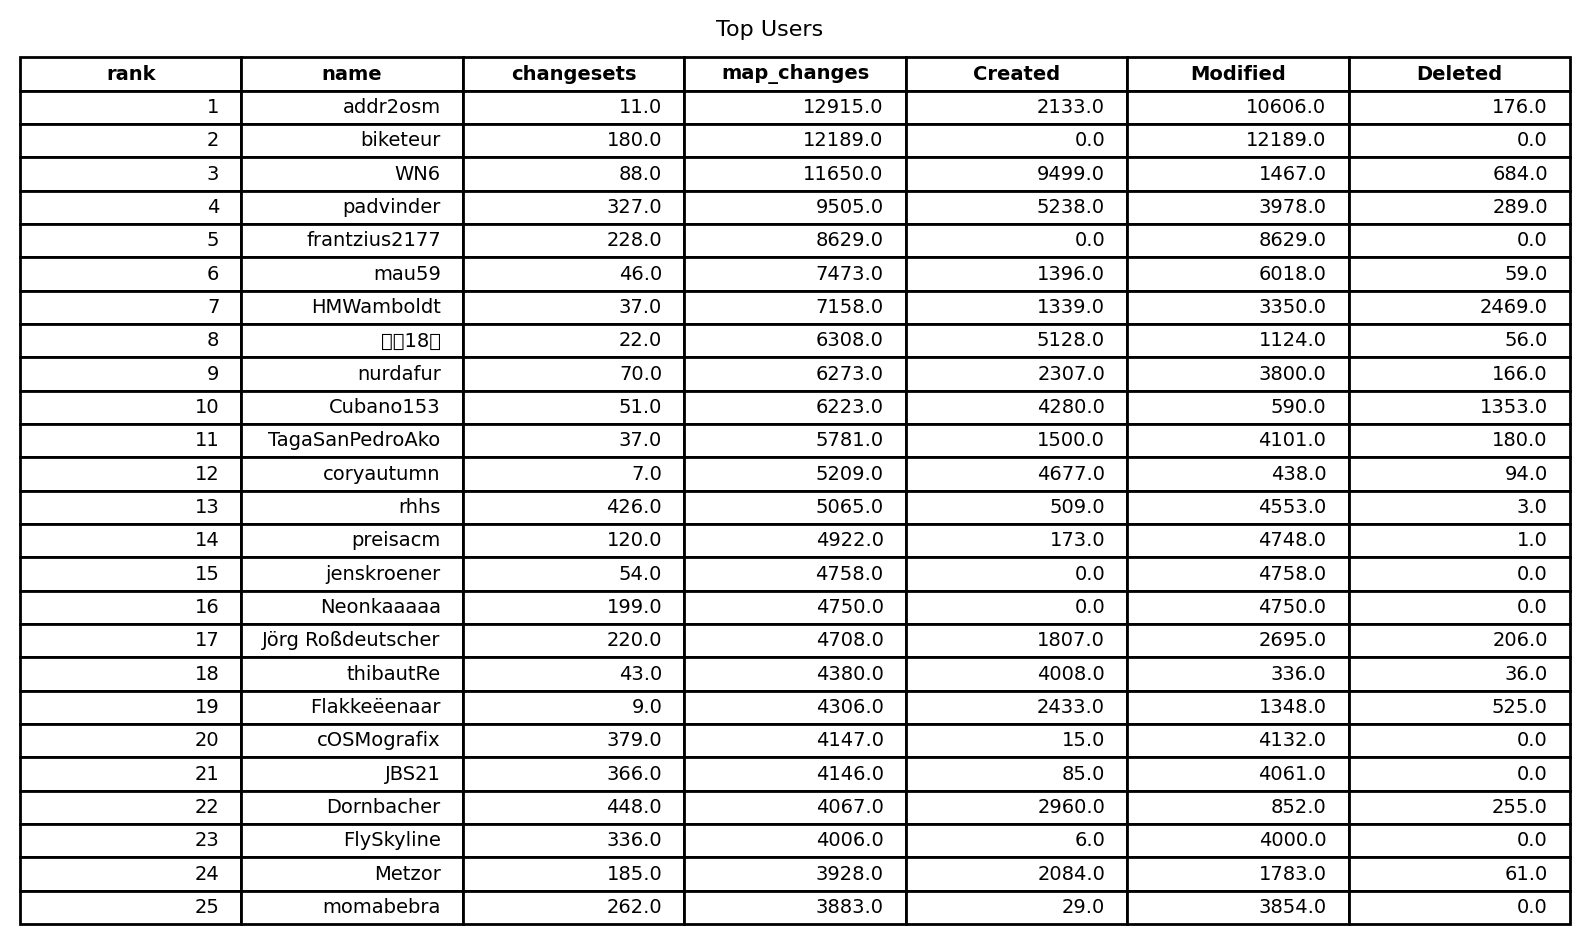 Top Users
rank name changesets map_changes Created Modified Deleted
1 addr2osm 11.0 12915.0 2133.0 10606.0 176.0
2 biketeur 180.0 12189.0 0.0 12189.0 0.0
3 WN6 88.0 11650.0 9499.0 1467.0 684.0
4 padvinder 327.0 9505.0 5238.0 3978.0 289.0
5 frantzius2177 228.0 8629.0 0.0 8629.0 0.0
6 mau59 46.0 7473.0 1396.0 6018.0 59.0
7 HMWamboldt 37.0 7158.0 1339.0 3350.0 2469.0
8 18 22.0 6308.0 5128.0 1124.0 56.0
9 nurdafur 70.0 6273.0 2307.0 3800.0 166.0
10 Cubano153 51.0 6223.0 4280.0 590.0 1353.0
11 TagaSanPedroAko 37.0 5781.0 1500.0 4101.0 180.0
12 coryautumn 7.0 5209.0 4677.0 438.0 94.0
13 rhhs 426.0 5065.0 509.0 4553.0 3.0
14 preisacm 120.0 4922.0 173.0 4748.0 1.0
15 jenskroener 54.0 4758.0 0.0 4758.0 0.0
16 Neonkaaaaa 199.0 4750.0 0.0 4750.0 0.0
17 Jörg Roßdeutscher 220.0 4708.0 1807.0 2695.0 206.0
18 thibautRe 43.0 4380.0 4008.0 336.0 36.0
19 Flakkeëenaar 9.0 4306.0 2433.0 1348.0 525.0
20 cOSMografix 379.0 4147.0 15.0 4132.0 0.0
21 JBS21 366.0 4146.0 85.0 4061.0 0.0
22 Dornbacher 448.0 4067.0 2960.0 852.0 255.0
23 FlySkyline 336.0 4006.0 6.0 4000.0 0.0
24 Metzor 185.0 3928.0 2084.0 1783.0 61.0
25 momabebra 262.0 3883.0 29.0 3854.0 0.0